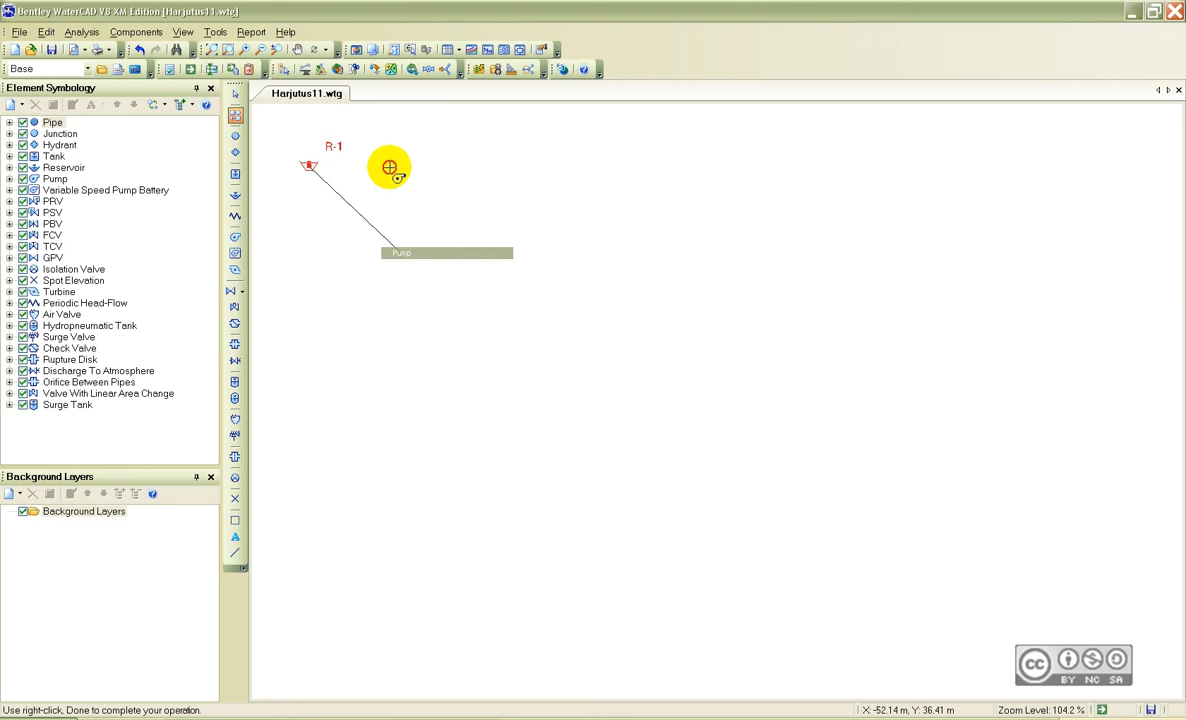 Bentley WaterCAD V8 XM Edition [Harjutus11.wtg]
File Edit Analysis Components View Tools Report Help
Base
Element Symbology
Harjutus11.wtg
Pipe
Junction
Hydrant
Tank
Reservoir
Pump
Variable Speed Pump Battery
PRV
PSV
PBV
FCV
TCV
GPV
Isolation Valve
Spot Elevation
Turbine
Periodic Head-Flow
Air Valve
Hydropneumatic Tank
Surge Valve
Check Valve
Rupture Disk
Discharge To Atmosphere
Orifice Between Pipes
Valve With Linear Area Change
Surge Tank
R-1
Pump
Background Layers
Background Layers
CC BY NC SA
Use right-click, Done to complete your operation.
X: -52.14 m, Y: 36.41 m
Zoom Level: 104.2 %